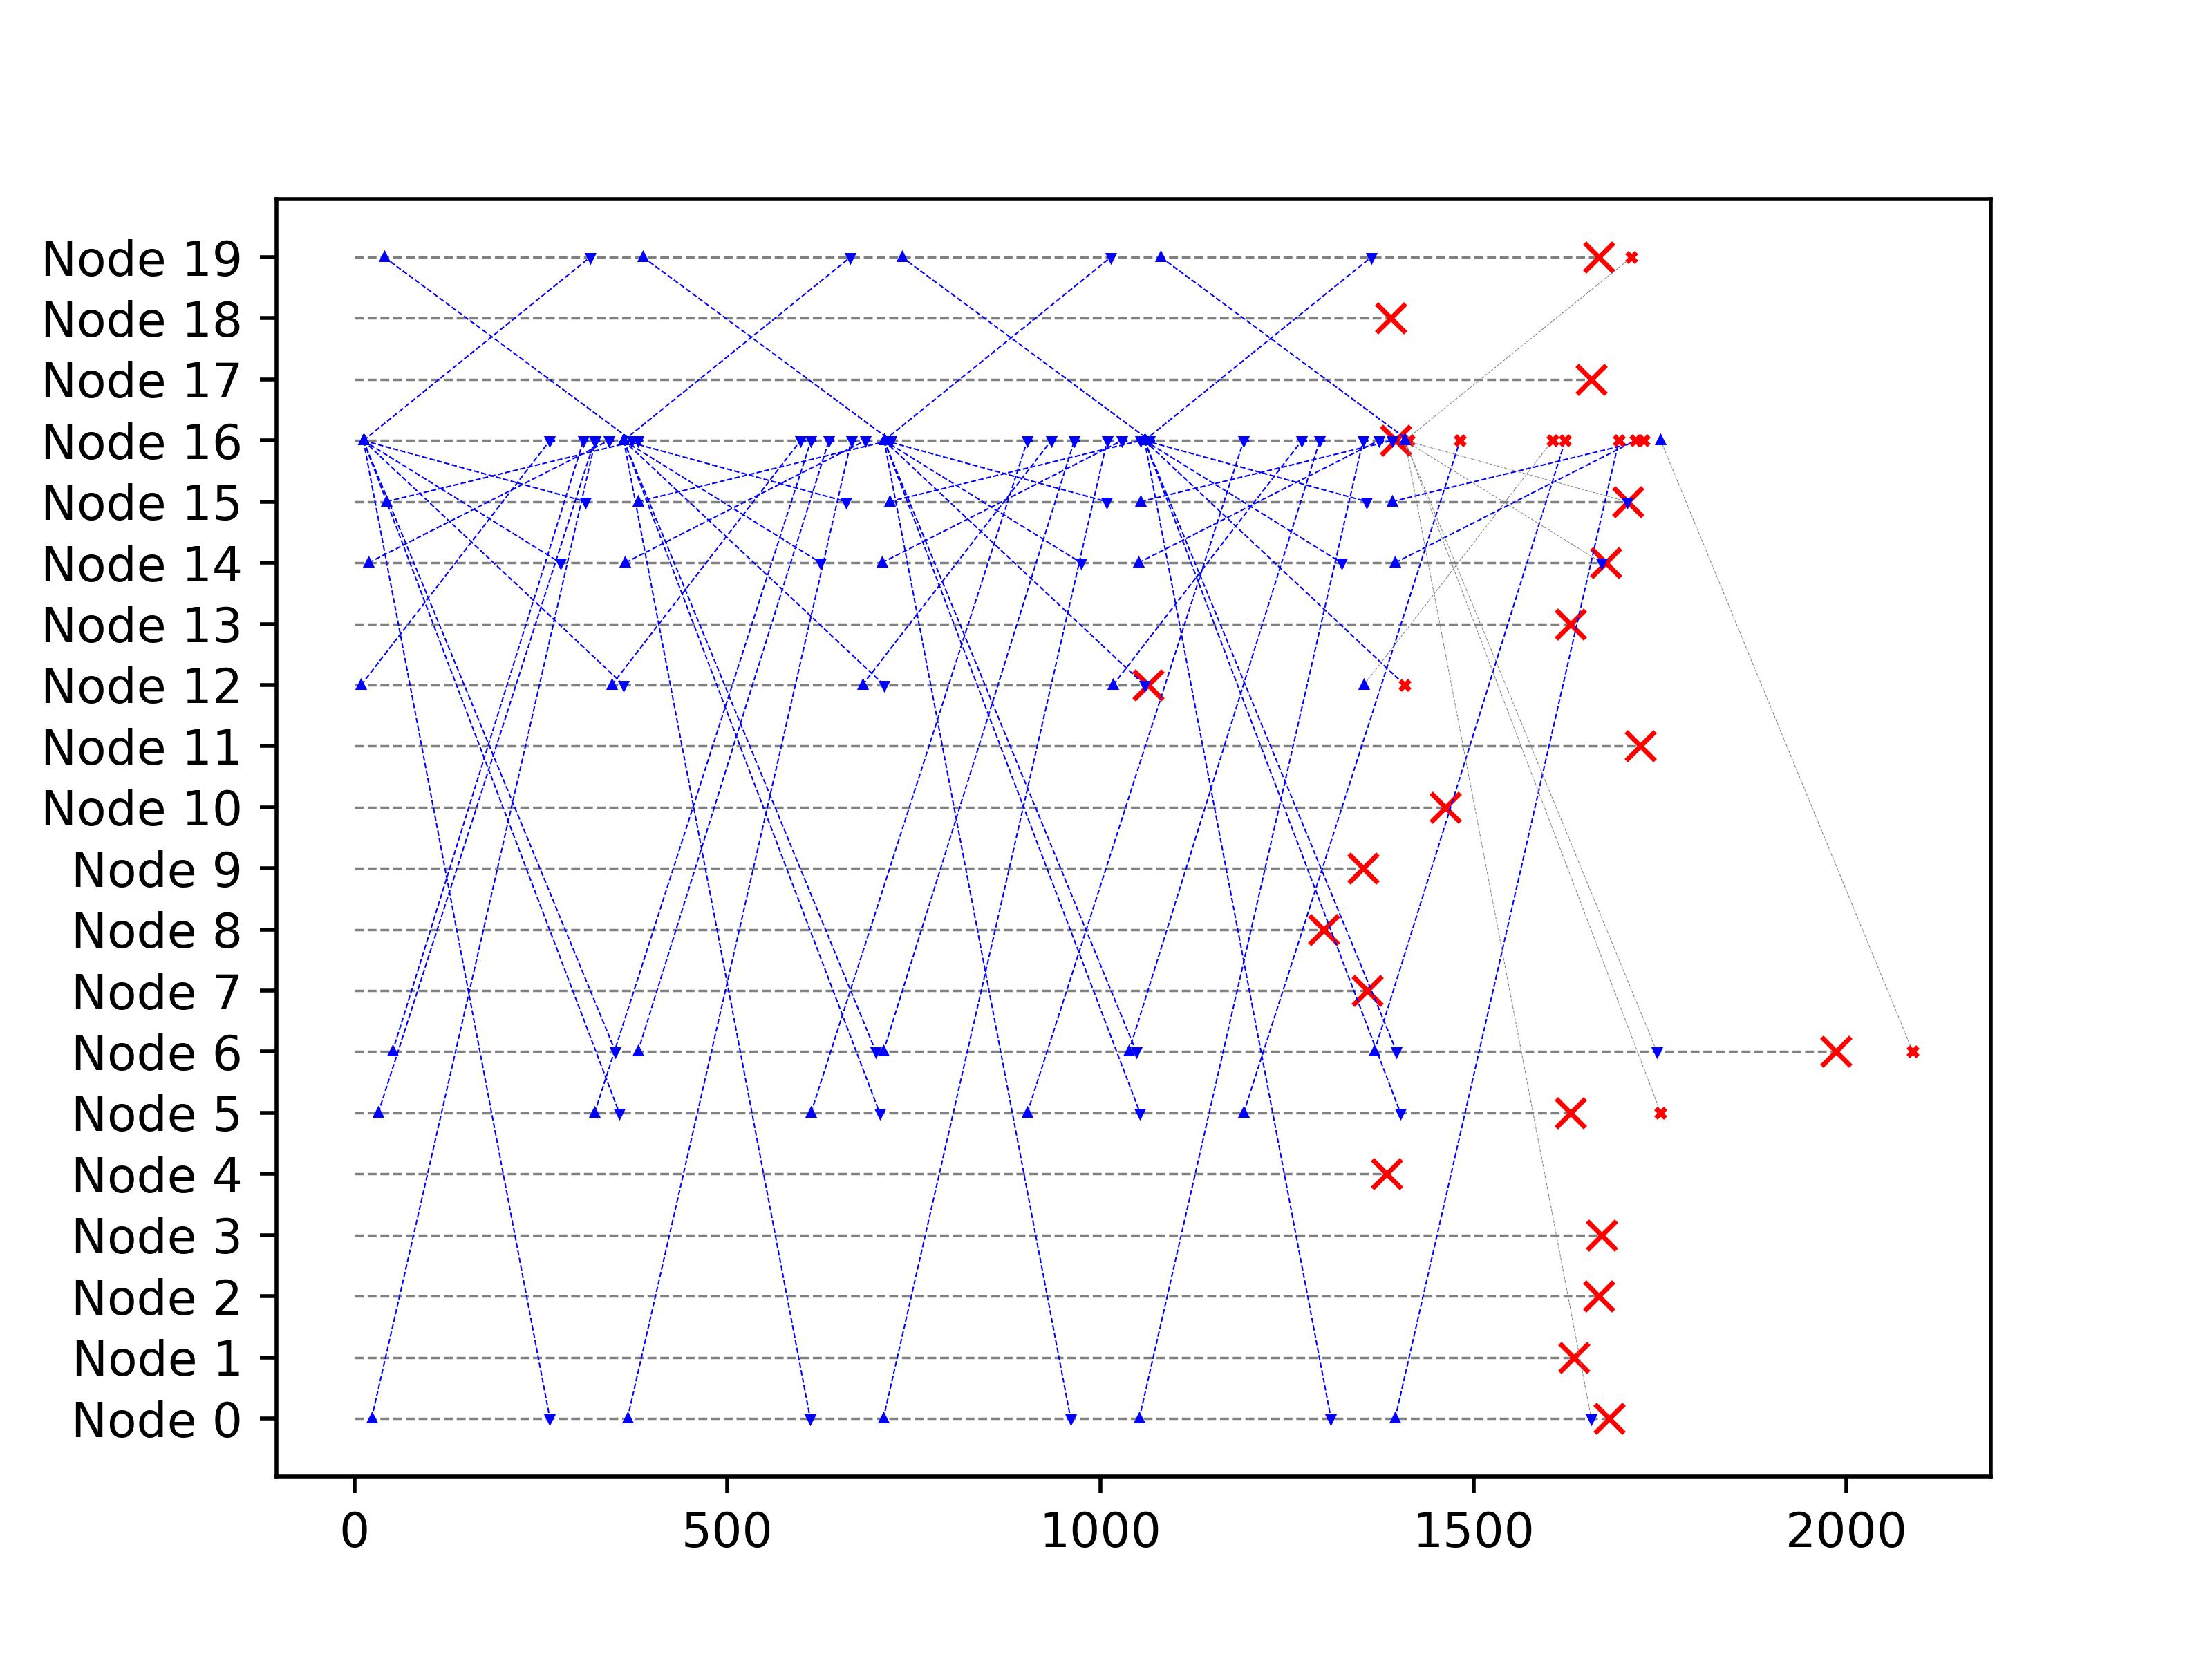 Node 19
Node 18
Node 17
Node 16
Node 15
Node 14
Node 13
Node 12
Node 11
Node 10
Node 9
Node 8
Node 7
Node 6
Node 5
Node 4
Node 3
Node 2
Node 1
Node 0
0 500 1000 1500 2000